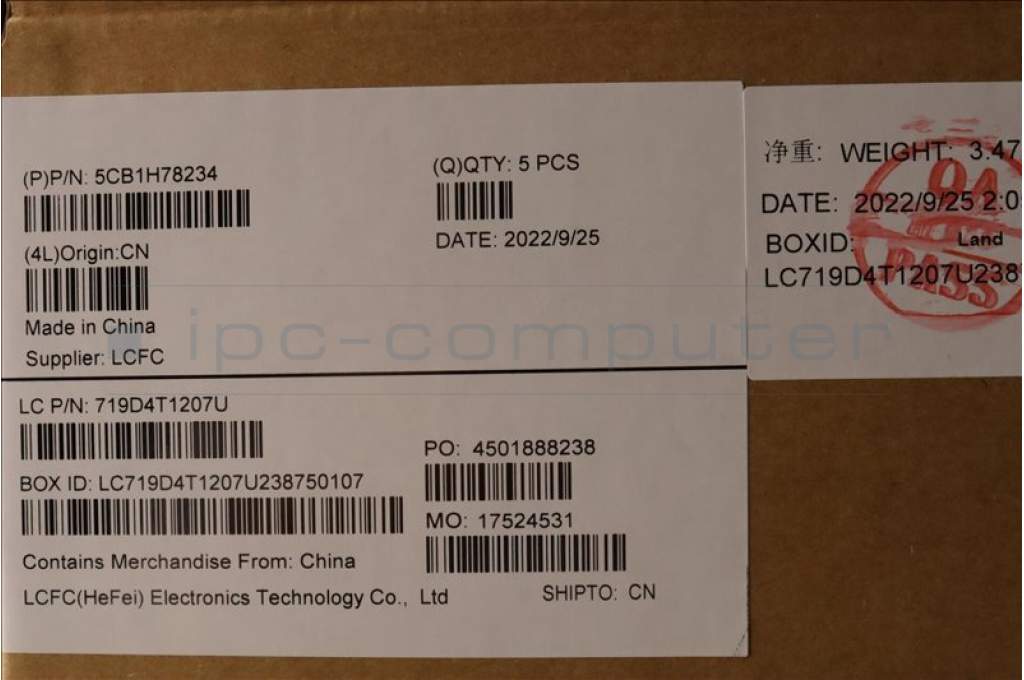 (P)P/N: 5CB1H78234
(Q)QTY: 5 PCS
DATE: 2022/9/25
(4L)Origin:CN
Made in China
Supplier: LCFC
LC P/N: 719D4T1207U
BOX ID: LC719D4T1207U238750107
PO: 4501888238
MO: 17524531
Contains Merchandise From: China
LCFC(HeFei) Electronics Technology Co., Ltd
SHIPTO: CN
净重: WEIGHT: 3.47
DATE: 2022/9/25 2:0
BOXID: Land
LC719D4T1207U238
QA
PASS
ipc-computer